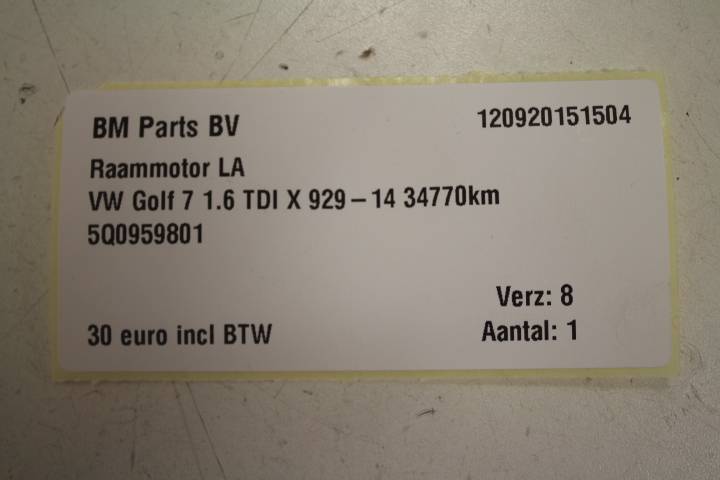 BM Parts BV 120920151504
Raammotor LA
VW Golf 7 1.6 TDI X 929-14 34770km
5Q0959801
Verz: 8
30 euro incl BTW Aantal: 1